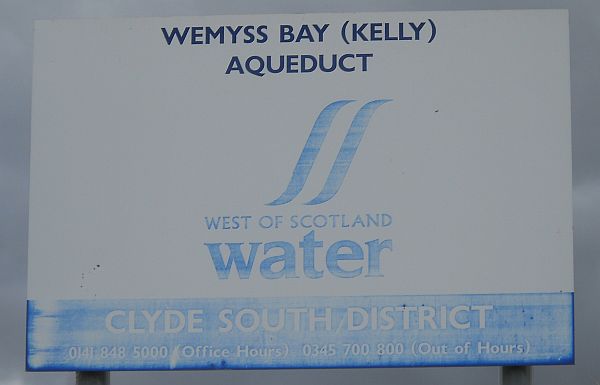 WEMYSS BAY (KELLY)
AQUEDUCT
WEST OF SCOTLAND
water
CLYDE SOUTH/DISTRICT
0141 848 5000 (Office Hours) 0345 700 800 (Out of Hours)